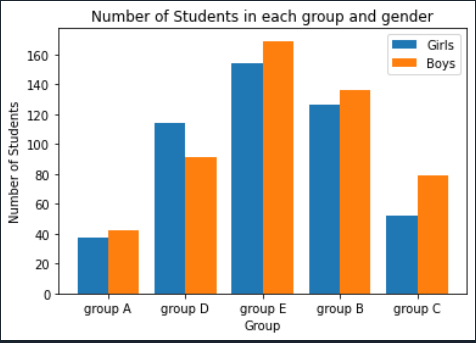 Number of Students in each group and gender
Girls
Boys
Number of Students
160
140
120
100
80
60
40
20
0
group A group D group E group B group C
Group